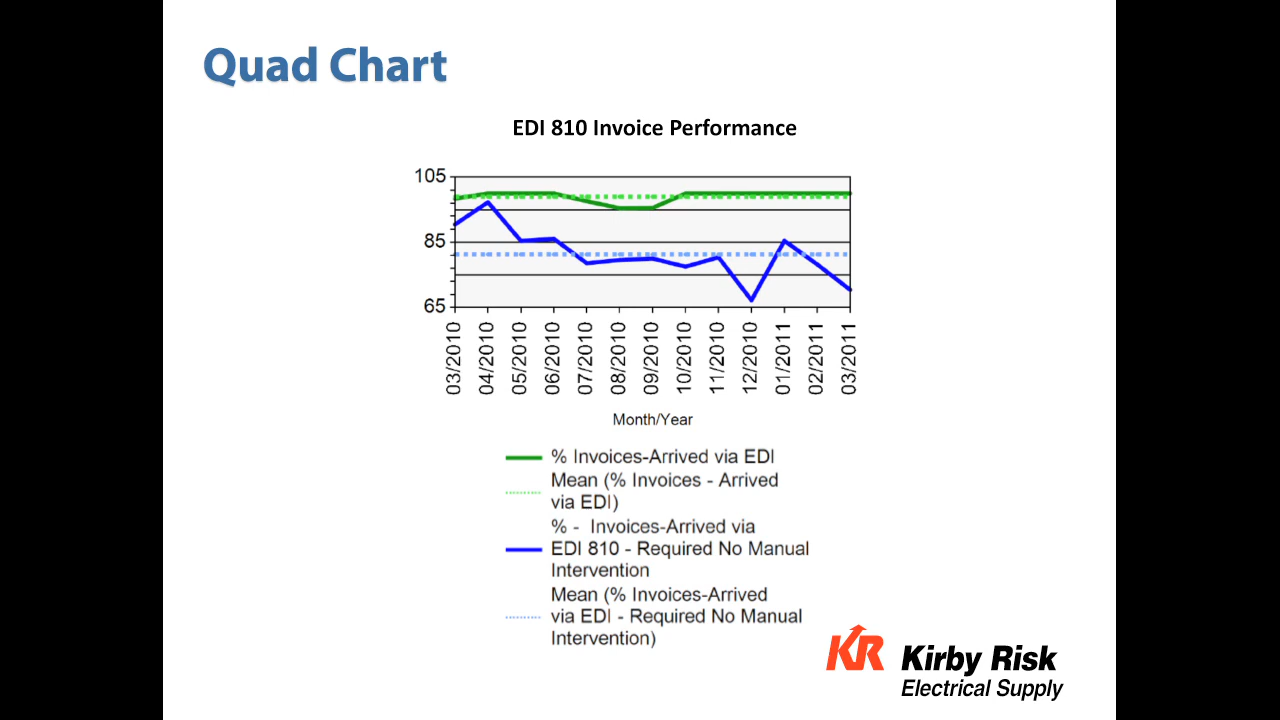 Quad Chart
EDI 810 Invoice Performance
105
85
65
03/2010
04/2010
05/2010
06/2010
07/2010
08/2010
09/2010
10/2010
11/2010
12/2010
01/2011
02/2011
03/2011
Month/Year
% Invoices-Arrived via EDI
Mean (% Invoices - Arrived
via EDI)
% - Invoices-Arrived via
EDI 810 - Required No Manual
Intervention
Mean (% Invoices-Arrived
via EDI - Required No Manual
Intervention)
KR
Kirby Risk
Electrical Supply